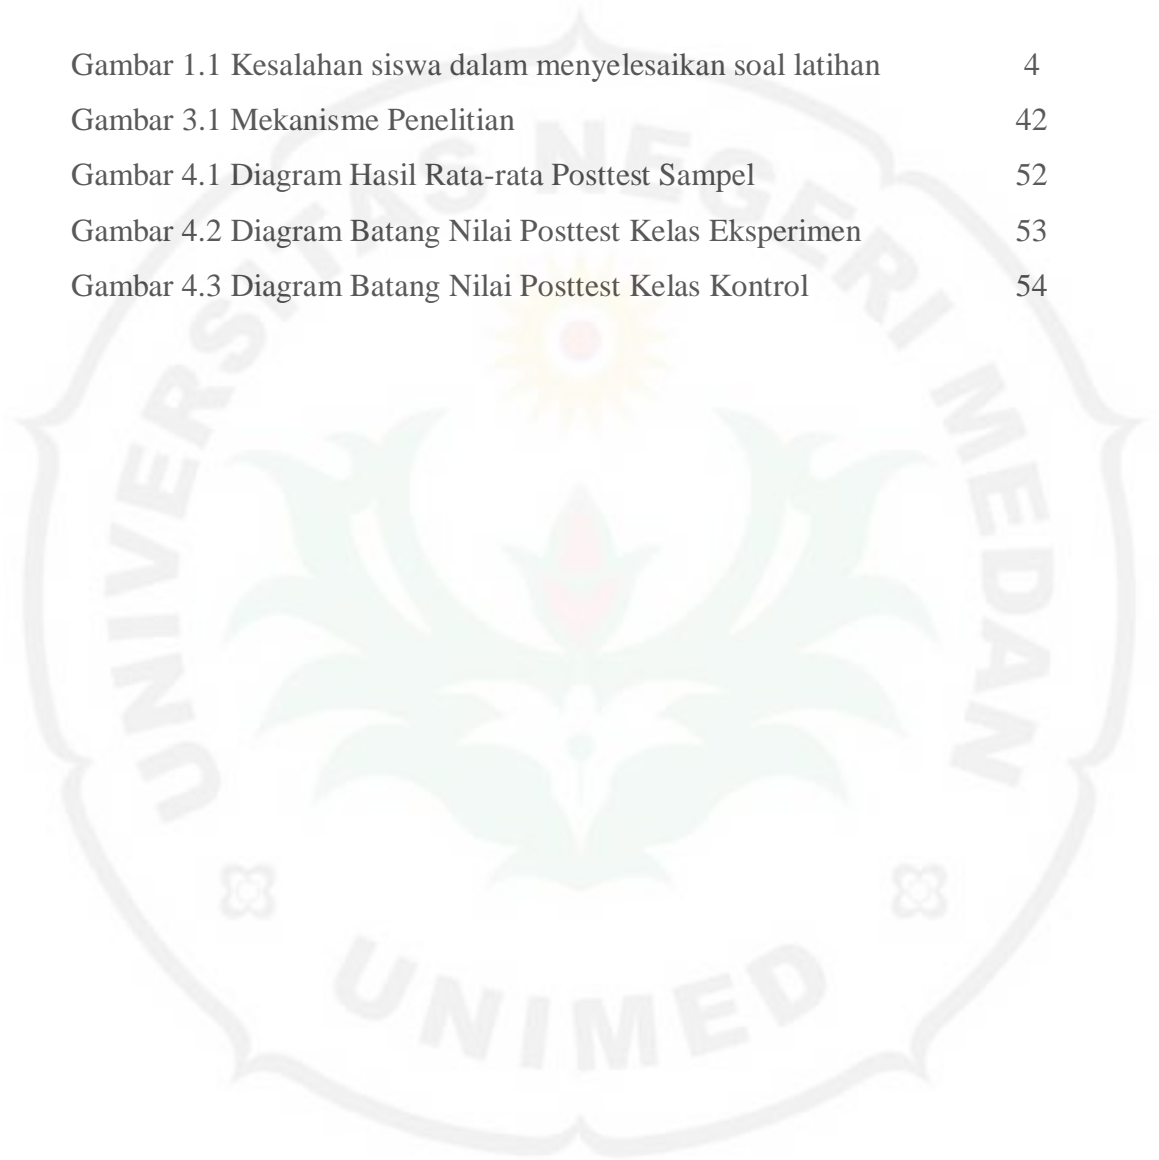 Gambar 1.1 Kesalahan siswa dalam menyelesaikan soal latihan 4
Gambar 3.1 Mekanisme Penelitian 42
Gambar 4.1 Diagram Hasil Rata-rata Posttest Sampel 52
Gambar 4.2 Diagram Batang Nilai Posttest Kelas Eksperimen 53
Gambar 4.3 Diagram Batang Nilai Posttest Kelas Kontrol 54
UNIVERSITAS NEGERI MEDAN
UNIMED